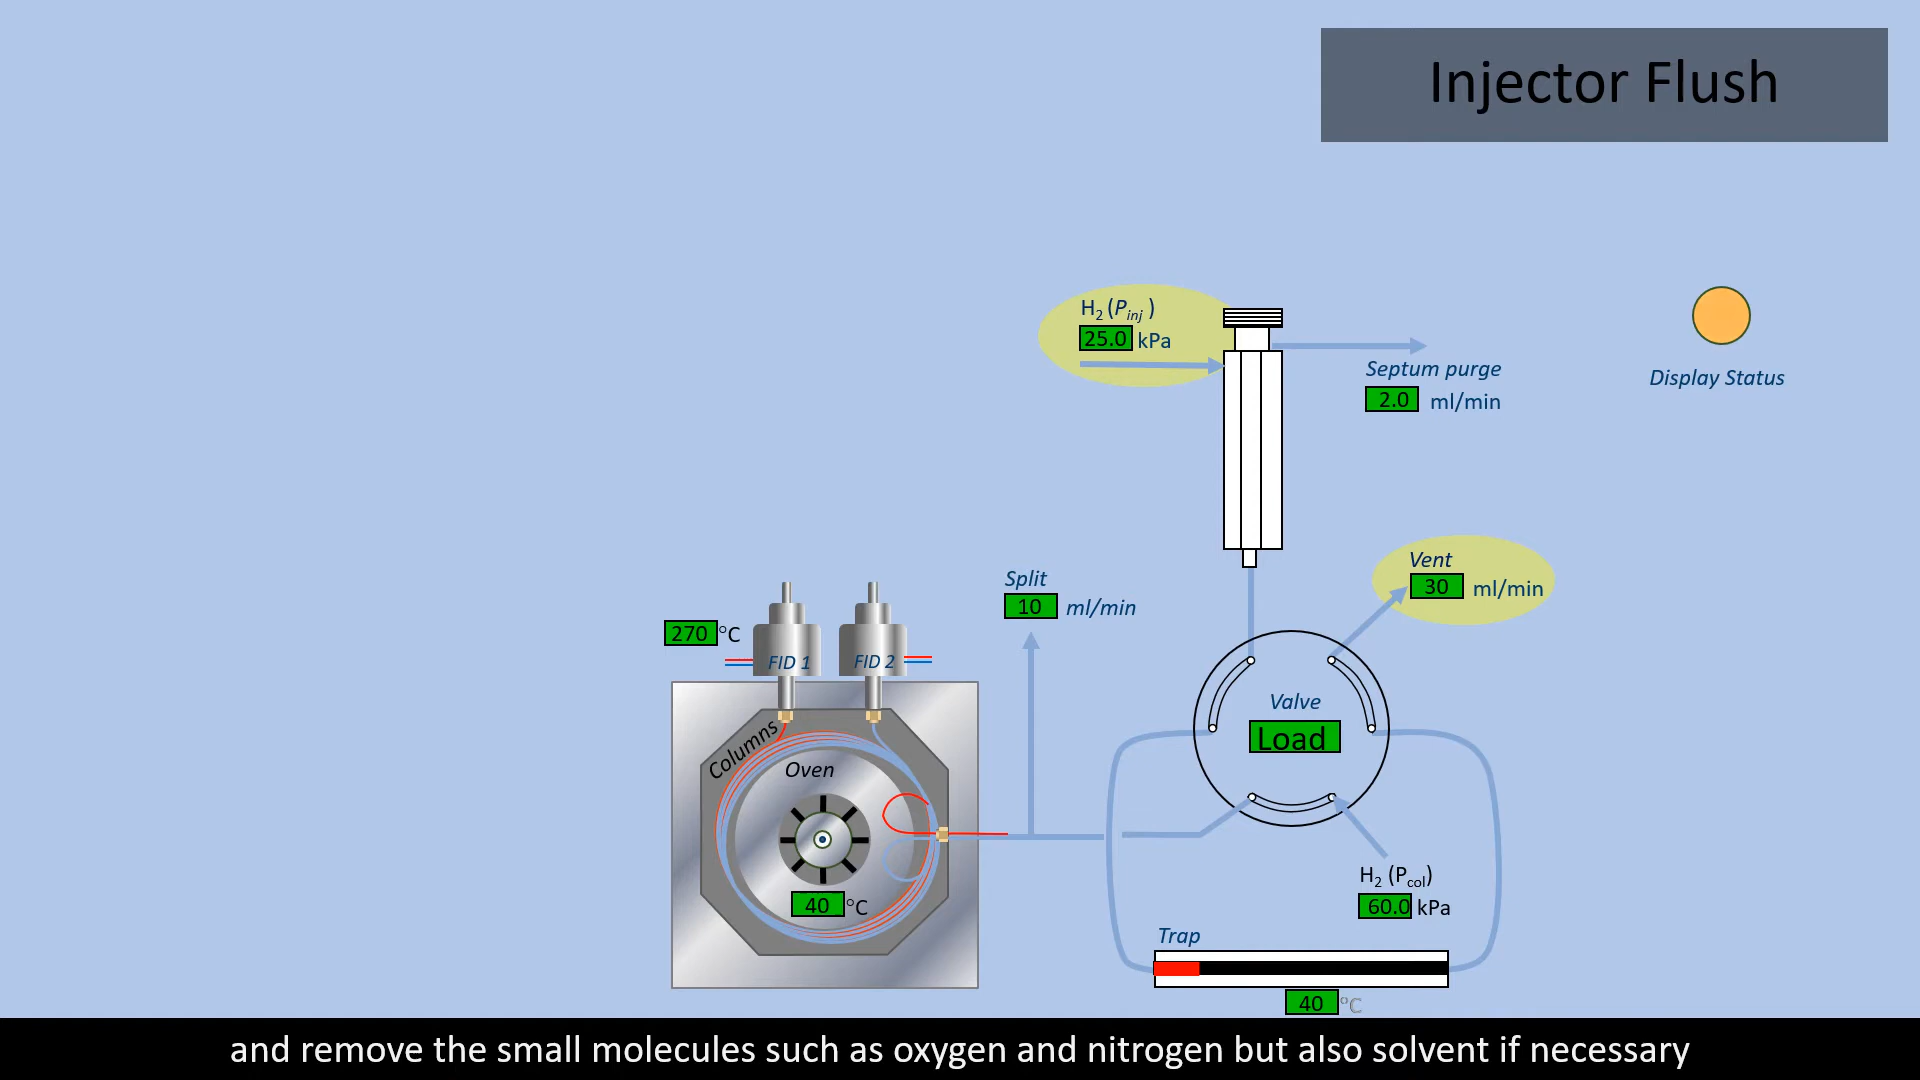 Injector Flush
H2 (Pinj )
25.0 kPa
Septum purge
2.0 ml/min
Display Status
Vent
30 ml/min
Split
10 ml/min
270 °C
FID 1
FID 2
Columns
Oven
40 °C
Valve
Load
H2 (Pcol)
60.0 kPa
Trap
40 °C
and remove the small molecules such as oxygen and nitrogen but also solvent if necessary